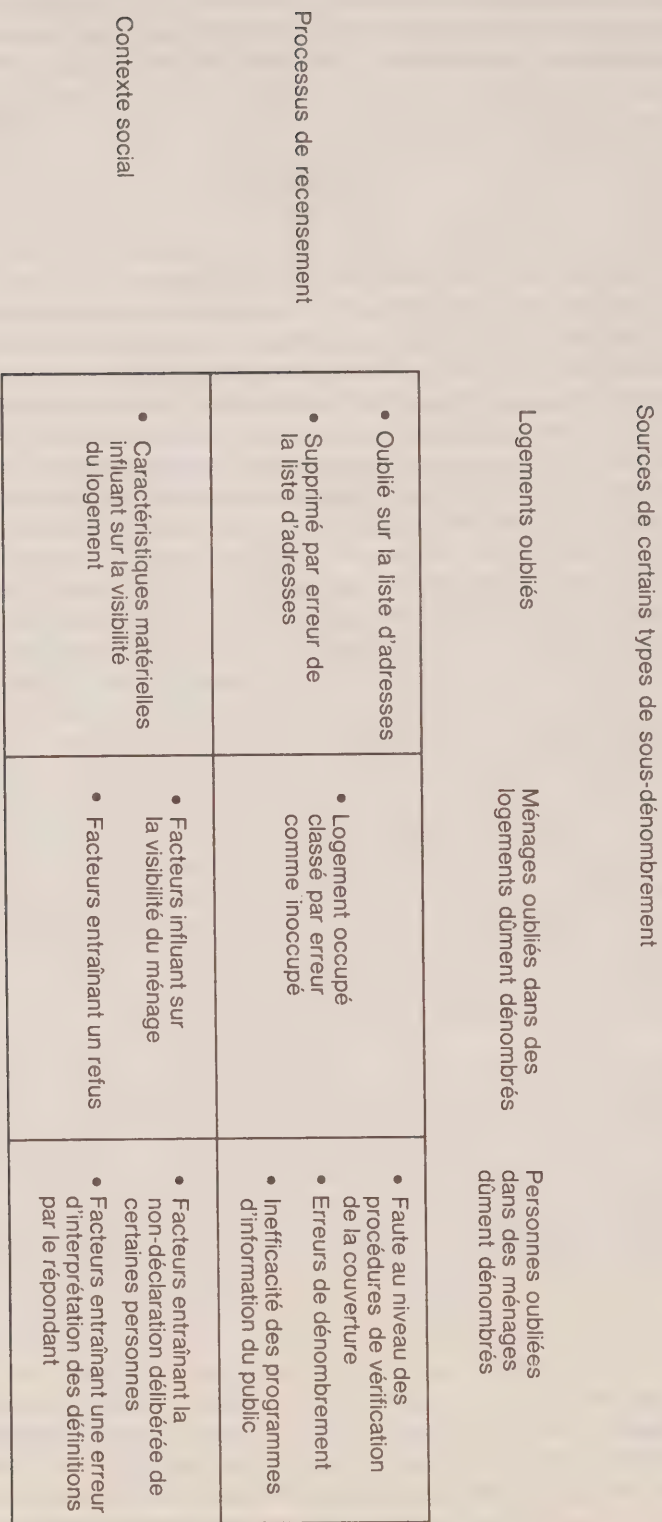 Sources de certains types de sous-dénombrement
Logements oubliés
Ménages oubliés dans des
logements dûment dénombrés
Personnes oubliées
dans des ménages
dûment dénombrés
Processus de recensement
• Oublié sur la liste d'adresses
• Supprimé par erreur de
la liste d'adresses
• Logement occupé
classé par erreur
comme inoccupé
• Faute au niveau des
procédures de vérification
de la couverture
• Erreurs de dénombrement
• Inefficacité des programmes
d'information du public
Contexte social
• Caractéristiques matérielles
influant sur la visibilité
du logement
• Facteurs influant sur
la visibilité du ménage
• Facteurs entraînant un refus
• Facteurs entraînant la
non-déclaration délibérée de
certaines personnes
• Facteurs entraînant une erreur
d'interprétation des définitions
par le répondant